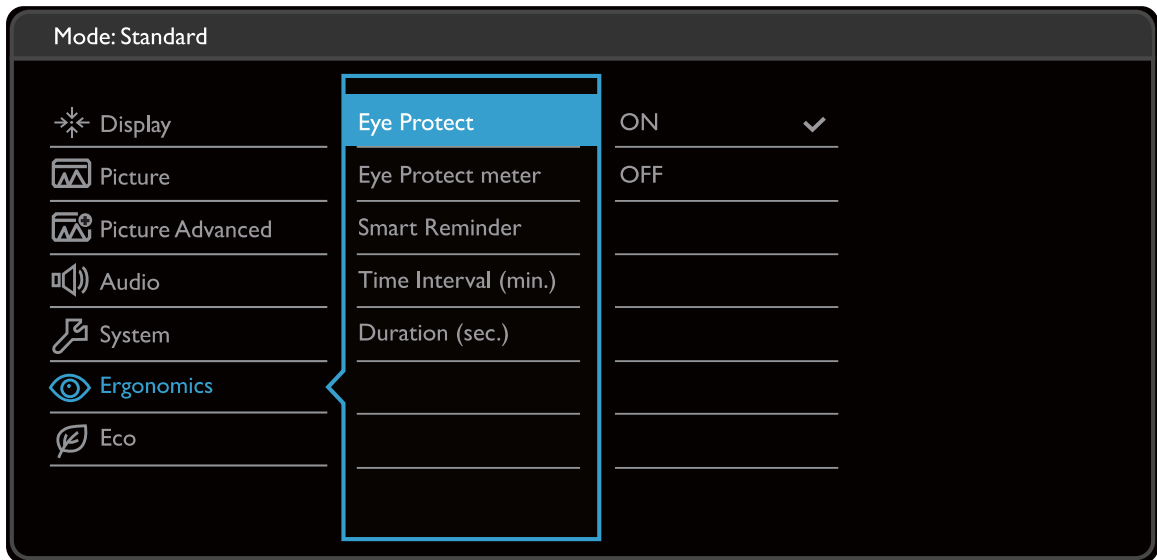 Mode: Standard
Display
Picture
Picture Advanced
Audio
System
Ergonomics
Eco
Eye Protect
Eye Protect meter
Smart Reminder
Time Interval (min.)
Duration (sec.)
ON
OFF